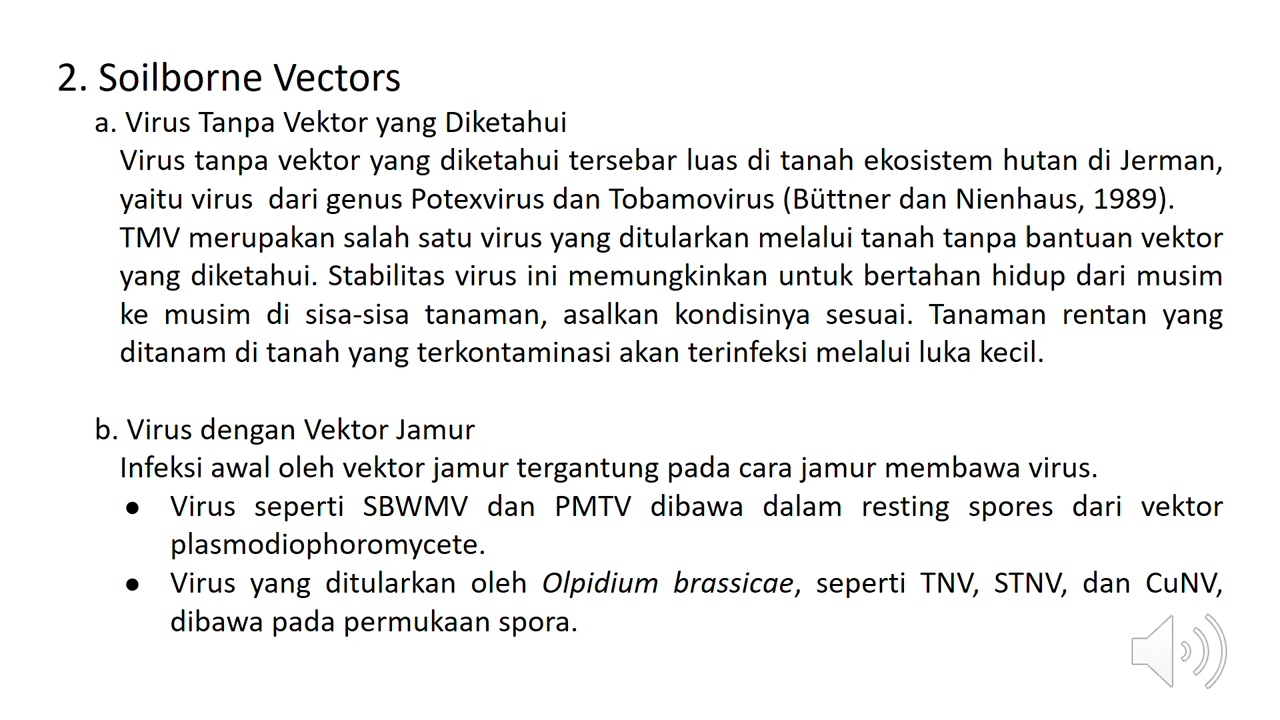 2. Soilborne Vectors
a. Virus Tanpa Vektor yang Diketahui
Virus tanpa vektor yang diketahui tersebar luas di tanah ekosistem hutan di Jerman,
yaitu virus  dari genus Potexvirus dan Tobamovirus (Büttner dan Nienhaus, 1989).
TMV merupakan salah satu virus yang ditularkan melalui tanah tanpa bantuan vektor
yang diketahui. Stabilitas virus ini memungkinkan untuk bertahan hidup dari musim
ke musim di sisa-sisa tanaman, asalkan kondisinya sesuai. Tanaman rentan yang
ditanam di tanah yang terkontaminasi akan terinfeksi melalui luka kecil.
b. Virus dengan Vektor Jamur
Infeksi awal oleh vektor jamur tergantung pada cara jamur membawa virus.
● Virus seperti SBWMV dan PMTV dibawa dalam resting spores dari vektor
plasmodiophoromycete.
● Virus yang ditularkan oleh Olpidium brassicae, seperti TNV, STNV, dan CuNV,
dibawa pada permukaan spora.